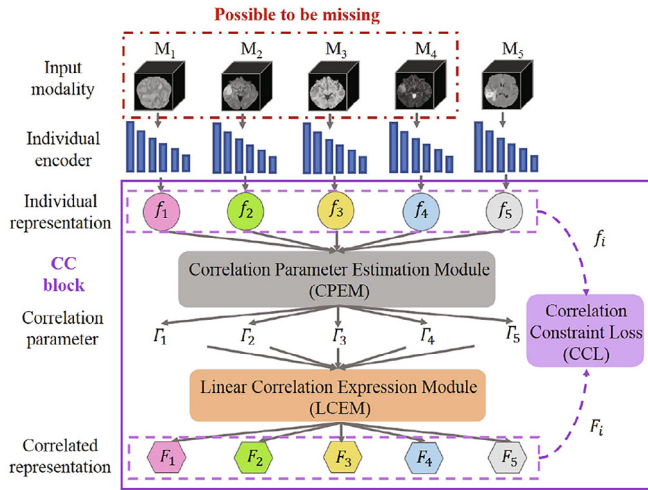 Possible to be missing
M₁ M₂ M₃ M₄ M₅
Input
modality
Individual
encoder
Individual
representation
f₁ f₂ f₃ f₄ f₅
fᵢ
CC
block
Correlation Parameter Estimation Module
(CPEM)
Correlation
parameter
Γ₁ Γ₂ Γ₃ Γ₄ Γ₅
Correlation
Constraint Loss
(CCL)
Linear Correlation Expression Module
(LCEM)
Fᵢ
Correlated
representation
F₁ F₂ F₃ F₄ F₅